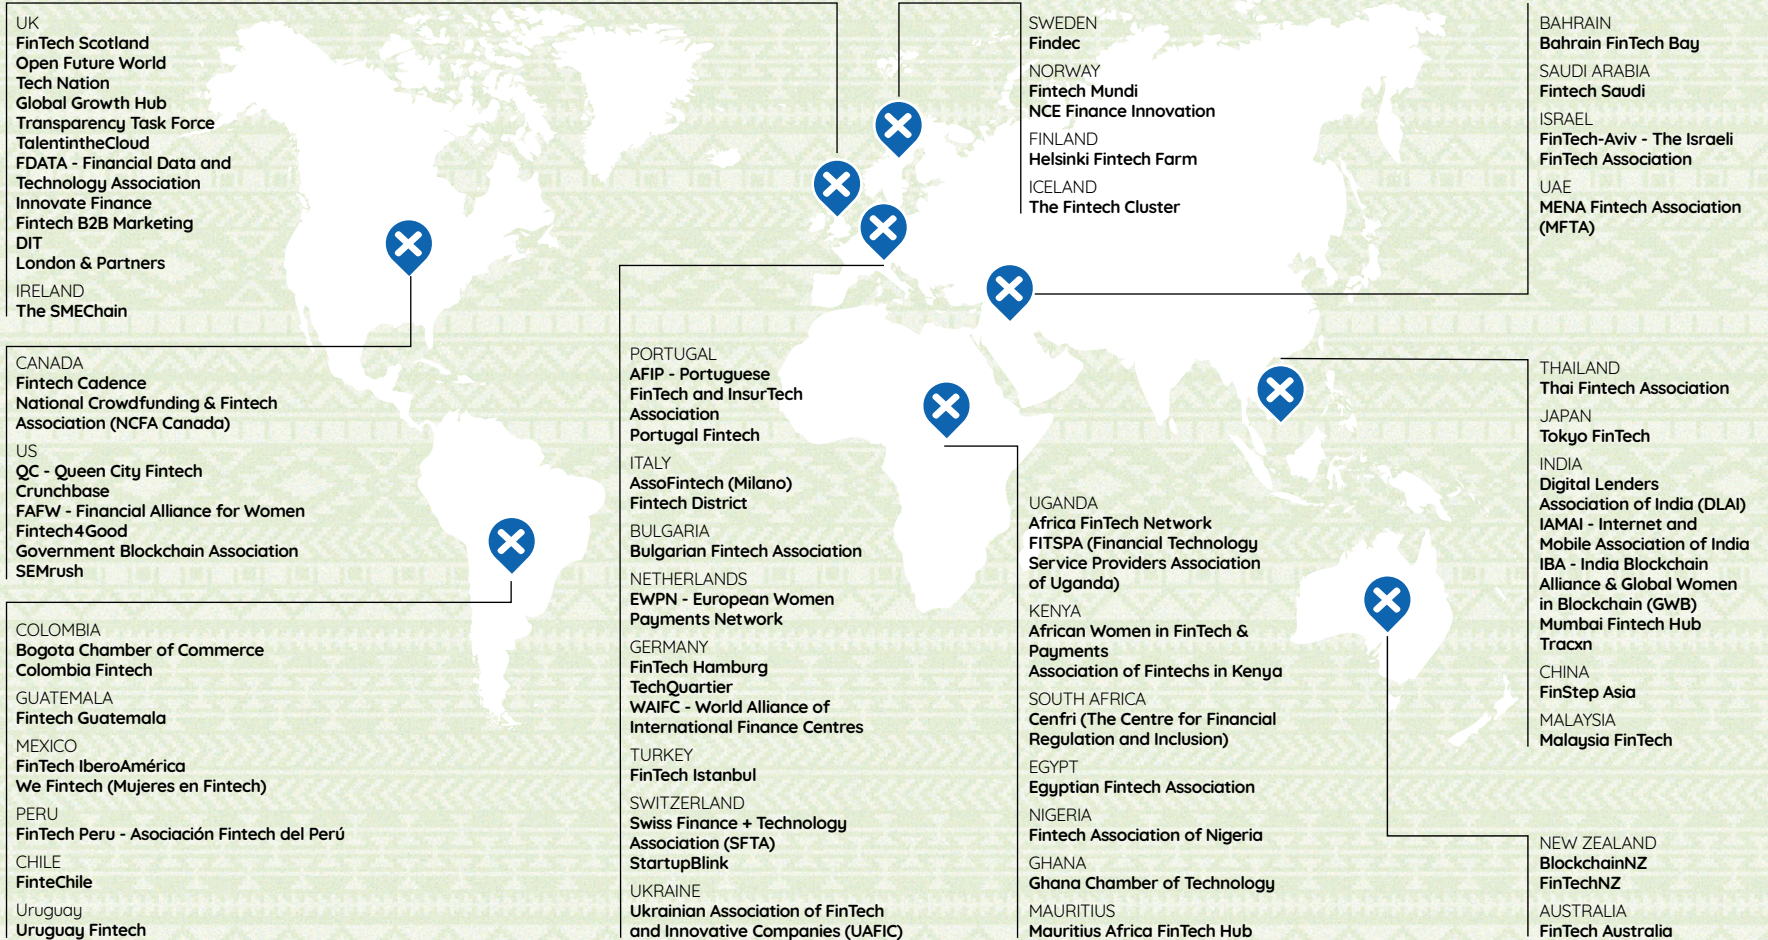 UK
FinTech Scotland
Open Future World
Tech Nation
Global Growth Hub
Transparency Task Force
TalentintheCloud
FDATA - Financial Data and
Technology Association
Innovate Finance
Fintech B2B Marketing
DIT
London & Partners
IRELAND
The SMEChain
CANADA
Fintech Cadence
National Crowdfunding & Fintech
Association (NCFA Canada)
US
QC - Queen City Fintech
Crunchbase
FAFW - Financial Alliance for Women
Fintech4Good
Government Blockchain Association
SEMrush
COLOMBIA
Bogota Chamber of Commerce
Colombia Fintech
GUATEMALA
Fintech Guatemala
MEXICO
FinTech IberoAmérica
We Fintech (Mujeres en Fintech)
PERU
FinTech Peru - Asociación Fintech del Perú
CHILE
FinteChile
Uruguay
Uruguay Fintech
PORTUGAL
AFIP - Portuguese
FinTech and InsurTech
Association
Portugal Fintech
ITALY
AssoFintech (Milano)
Fintech District
BULGARIA
Bulgarian Fintech Association
NETHERLANDS
EWPN - European Women
Payments Network
GERMANY
FinTech Hamburg
TechQuartier
WAIFC - World Alliance of
International Finance Centres
TURKEY
FinTech Istanbul
SWITZERLAND
Swiss Finance + Technology
Association (SFTA)
StartupBlink
UKRAINE
Ukrainian Association of FinTech
and Innovative Companies (UAFIC)
SWEDEN
Findec
NORWAY
Fintech Mundi
NCE Finance Innovation
FINLAND
Helsinki Fintech Farm
ICELAND
The Fintech Cluster
UGANDA
Africa FinTech Network
FITSPA (Financial Technology
Service Providers Association
of Uganda)
KENYA
African Women in FinTech &
Payments
Association of Fintechs in Kenya
SOUTH AFRICA
Cenfri (The Centre for Financial
Regulation and Inclusion)
EGYPT
Egyptian Fintech Association
NIGERIA
Fintech Association of Nigeria
GHANA
Ghana Chamber of Technology
MAURITIUS
Mauritius Africa FinTech Hub
BAHRAIN
Bahrain FinTech Bay
SAUDI ARABIA
Fintech Saudi
ISRAEL
FinTech-Aviv - The Israeli
FinTech Association
UAE
MENA Fintech Association
(MFTA)
THAILAND
Thai Fintech Association
JAPAN
Tokyo FinTech
INDIA
Digital Lenders
Association of India (DLAI)
IAMAI - Internet and
Mobile Association of India
IBA - India Blockchain
Alliance & Global Women
in Blockchain (GWB)
Mumbai Fintech Hub
Tracxn
CHINA
FinStep Asia
MALAYSIA
Malaysia FinTech
NEW ZEALAND
BlockchainNZ
FinTechNZ
AUSTRALIA
FinTech Australia